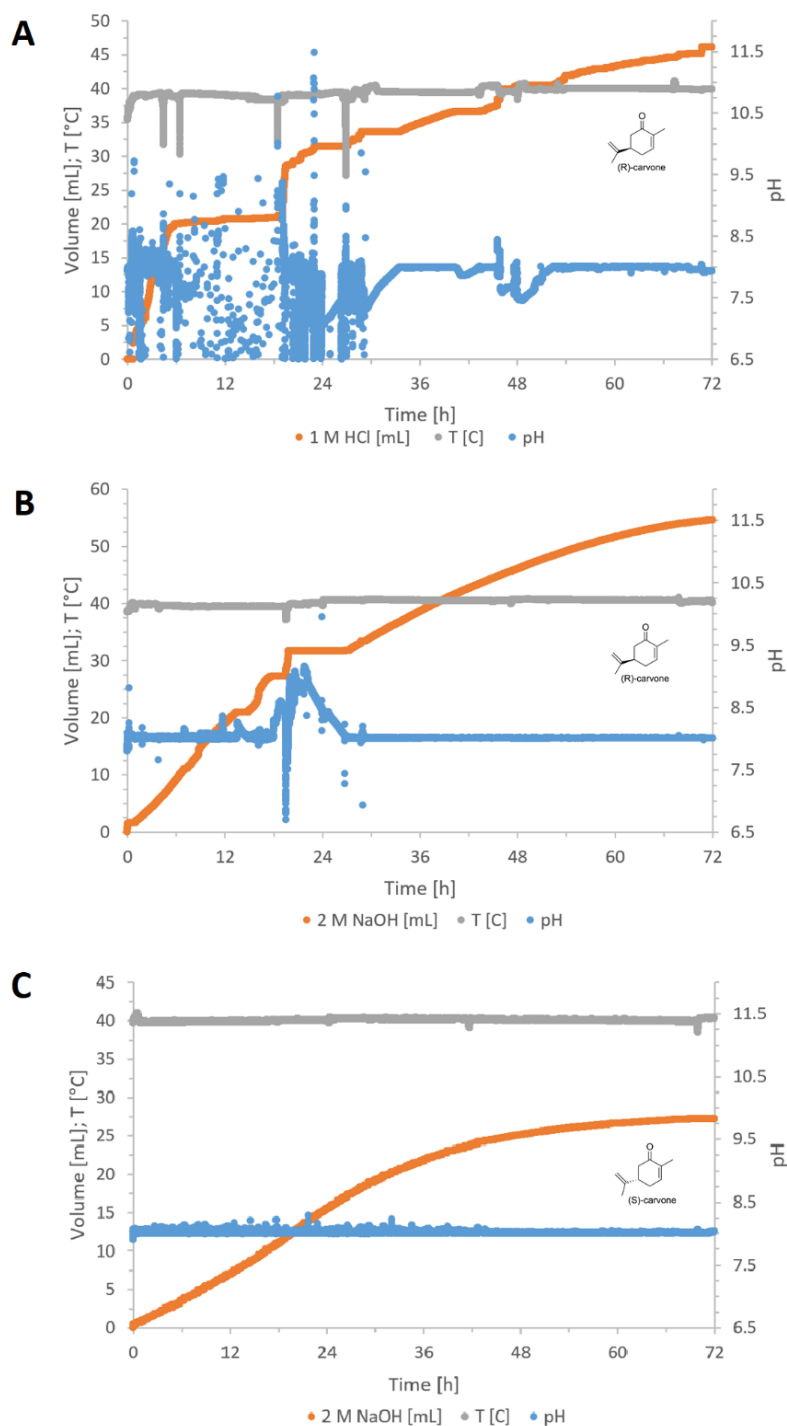 A
50
45
40
35
30
25
20
15
10
5
0
Volume [mL]; T [°C]
11.5
10.5
9.5
8.5
7.5
6.5
pH
O
(R)-carvone
0 12 24 36 48 60 72
Time [h]
1 M HCl [mL] T [C] pH
B
60
50
40
30
20
10
0
Volume [mL]; T [°C]
11.5
10.5
9.5
8.5
7.5
6.5
pH
O
(R)-carvone
0 12 24 36 48 60 72
Time [h]
2 M NaOH [mL] T [C] pH
C
45
40
35
30
25
20
15
10
5
0
Volume [mL]; T [°C]
11.5
10.5
9.5
8.5
7.5
6.5
pH
O
(S)-carvone
0 12 24 36 48 60 72
Time [h]
2 M NaOH [mL] T [C] pH